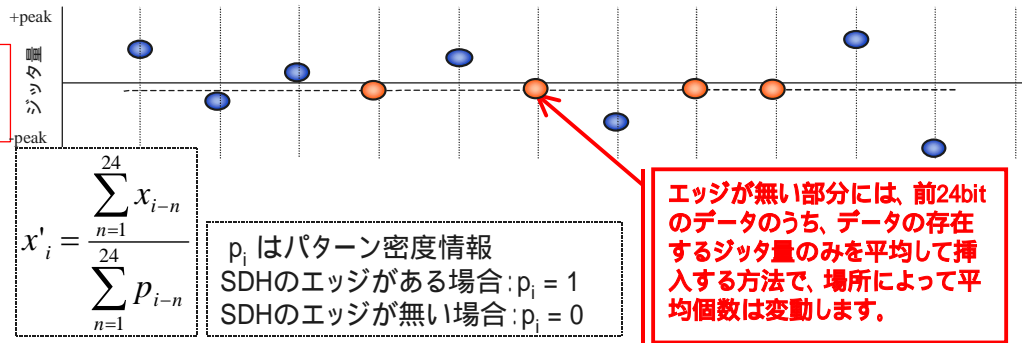 +peak
ジッタ量
-peak
x'_i = \frac{\sum_{n=1}^{24} x_{i-n}}{\sum_{n=1}^{24} p_{i-n}}
p_i はパターン密度情報
SDHのエッジがある場合:p_i = 1
SDHのエッジが無い場合:p_i = 0
エッジが無い部分には、前24bit
のデータのうち、データの存在
するジッタ量のみを平均して挿
入する方法で、場所によって平
均個数は変動します。